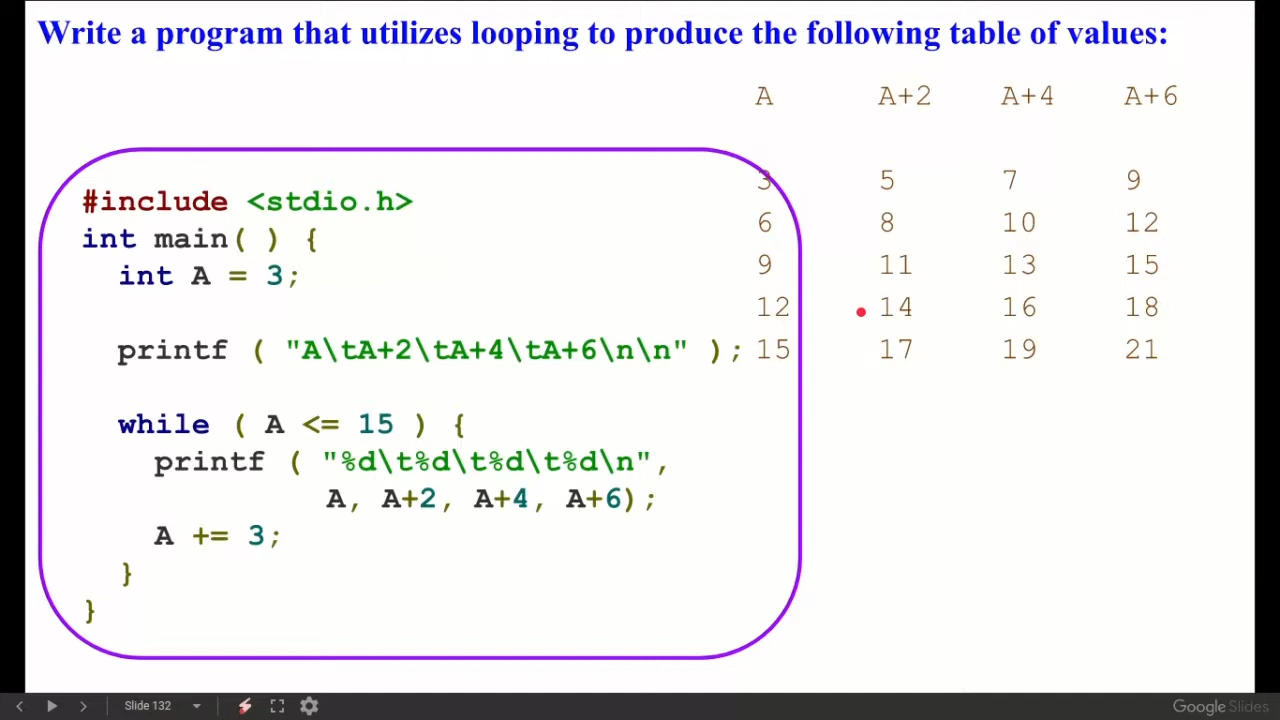 Write a program that utilizes looping to produce the following table of values:
A A+2 A+4 A+6
3 5 7 9
6 8 10 12
9 11 13 15
12 14 16 18
15 17 19 21
#include <stdio.h>
int main( ) {
int A = 3;
printf ( "A\tA+2\tA+4\tA+6\n\n" );
while ( A <= 15 ) {
printf ( "%d\t%d\t%d\t%d\n",
A, A+2, A+4, A+6);
A += 3;
}
}
Slide 132
Google Slides